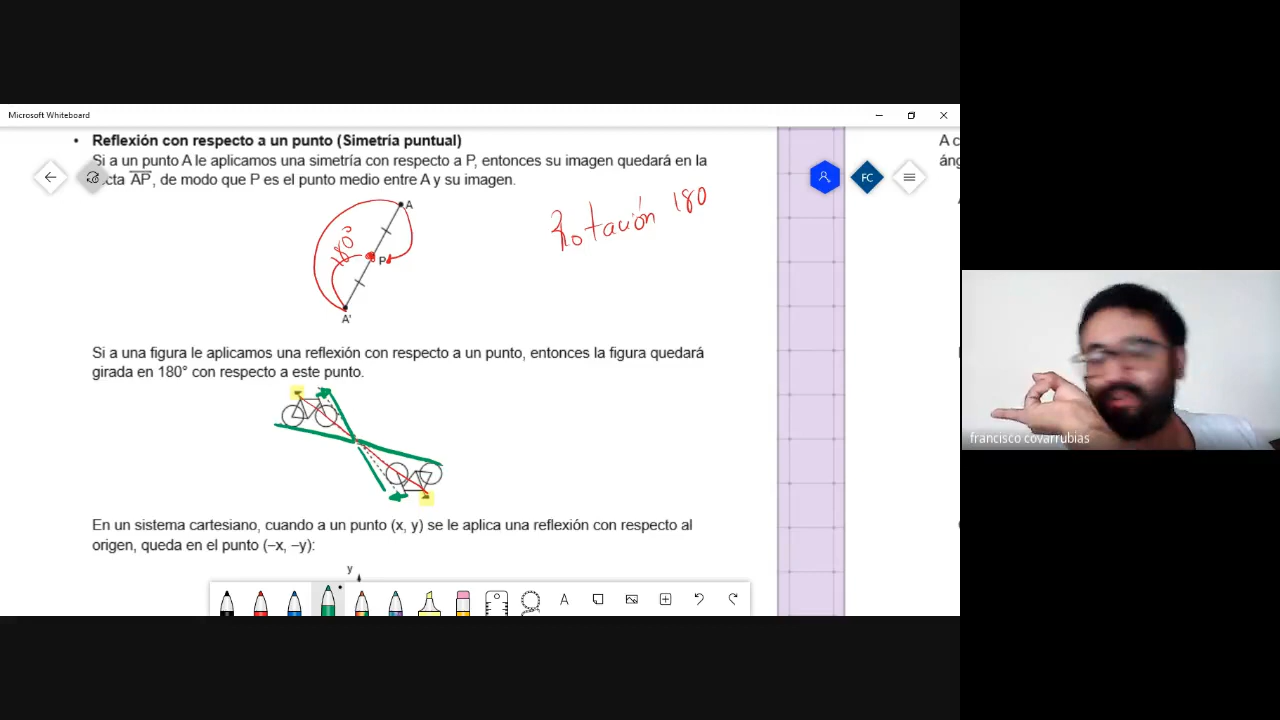 Microsoft Whiteboard
• Reflexión con respecto a un punto (Simetría puntual)
Si a un punto A le aplicamos una simetría con respecto a P, entonces su imagen quedará en la
cta AP, de modo que P es el punto medio entre A y su imagen.
FC
A c
áng
Rotación 180
A
180°
P
A'
Si a una figura le aplicamos una reflexión con respecto a un punto, entonces la figura quedará
girada en 180° con respecto a este punto.
francisco covarrubias
En un sistema cartesiano, cuando a un punto (x, y) se le aplica una reflexión con respecto al
origen, queda en el punto (–x, –y):
y
A